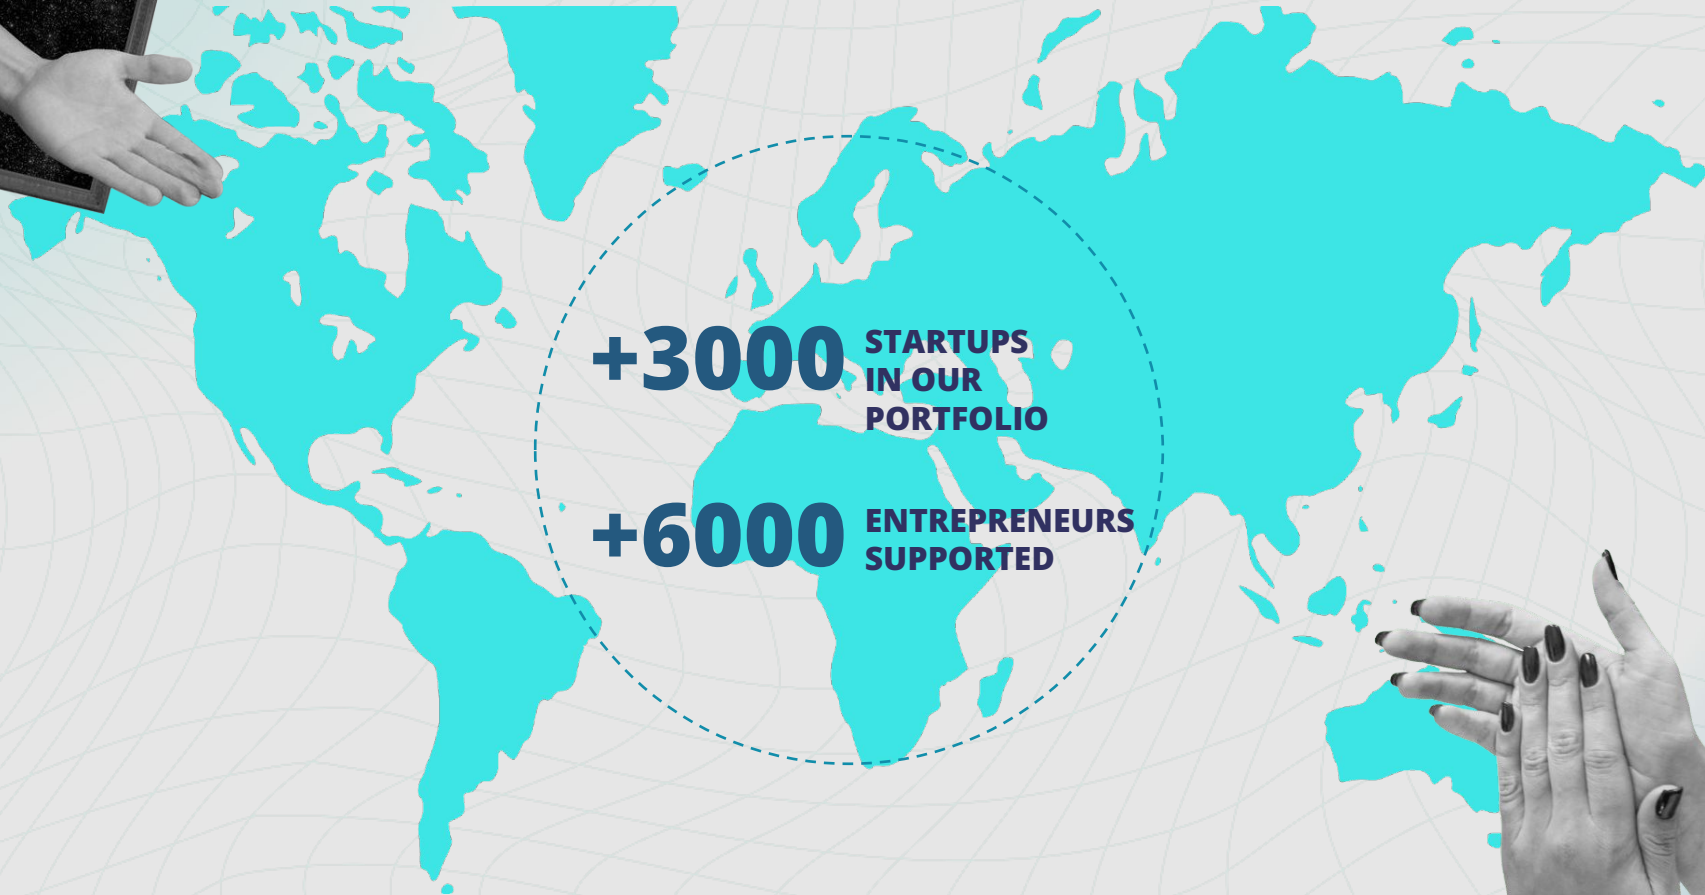 +3000
STARTUPS
IN OUR
PORTFOLIO
+6000
ENTREPRENEURS
SUPPORTED